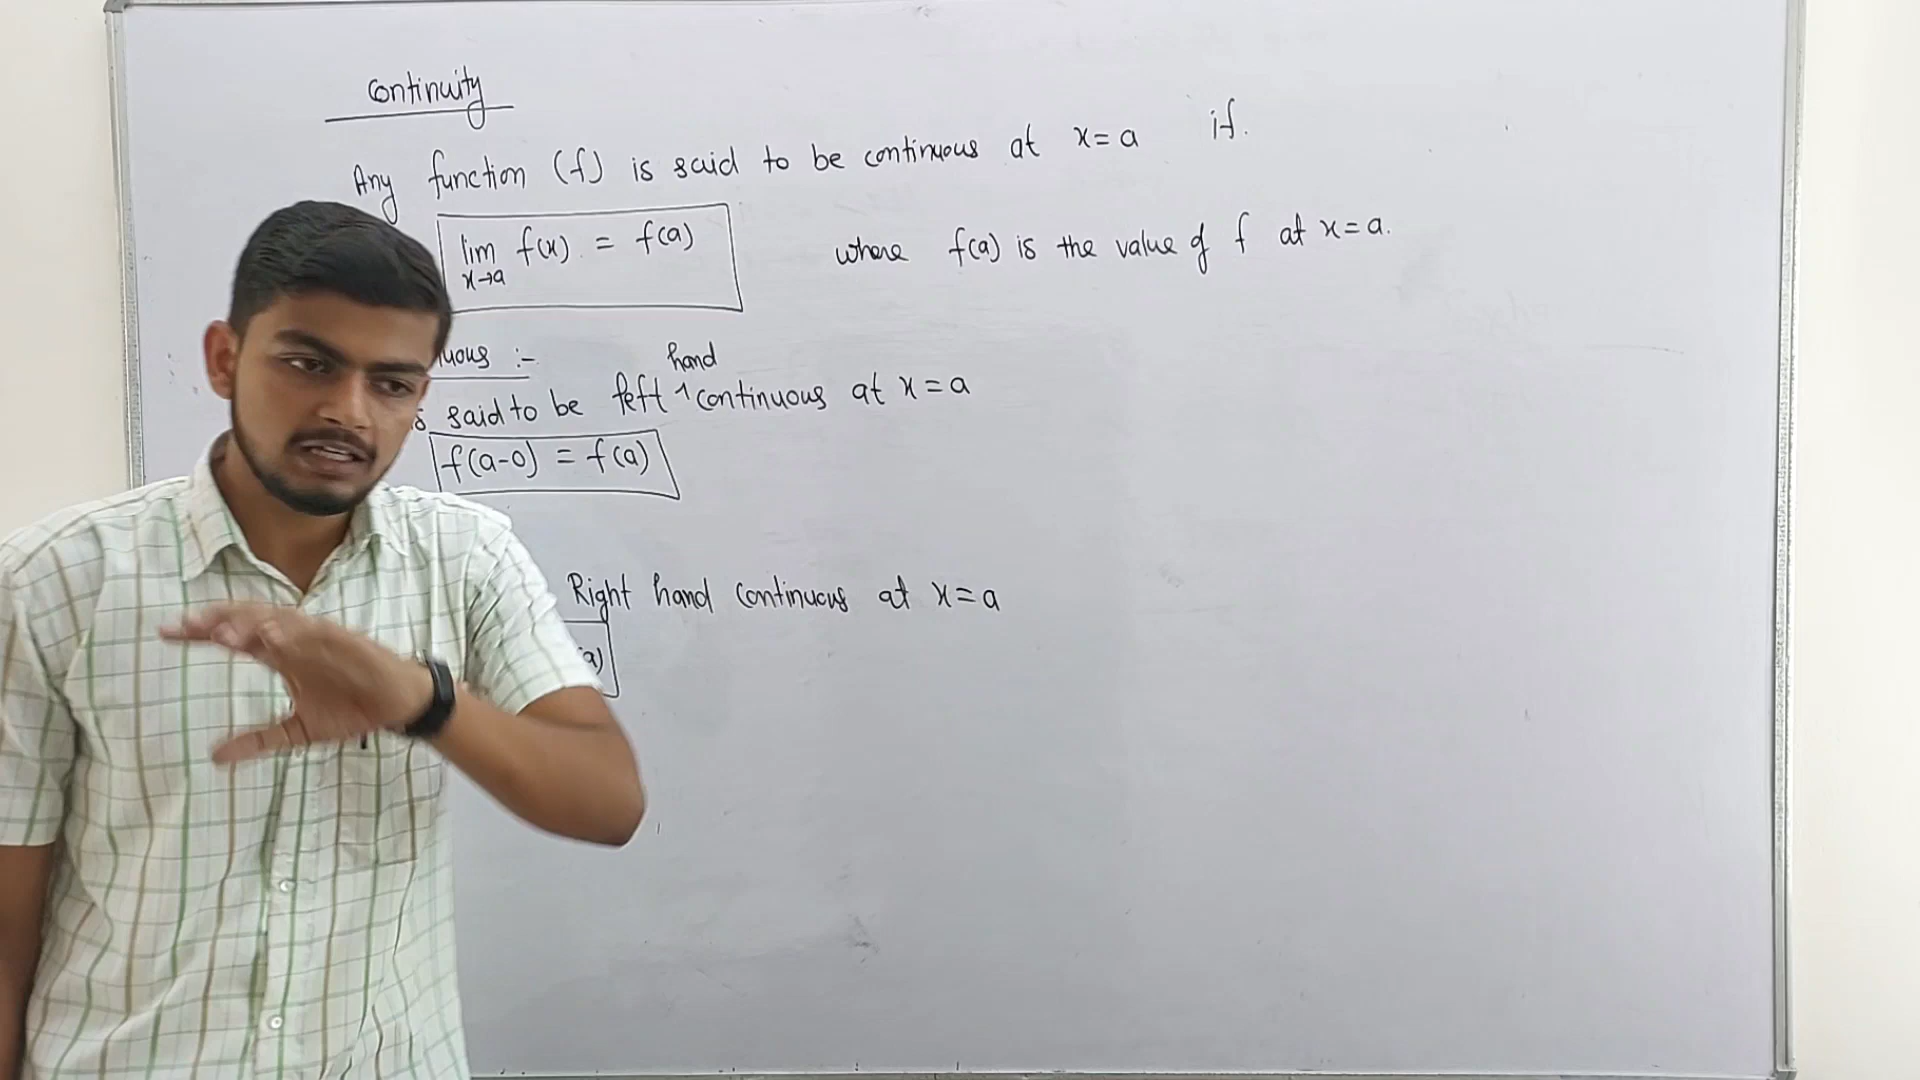 Continuity
Any function (f) is said to be continuous at x=a if.
lim x→a f(x) = f(a) where f(a) is the value of f at x=a.
uous :-
said to be left ^ hand continuous at x=a
f(a-0) = f(a)
Right hand continuous at x=a
a)